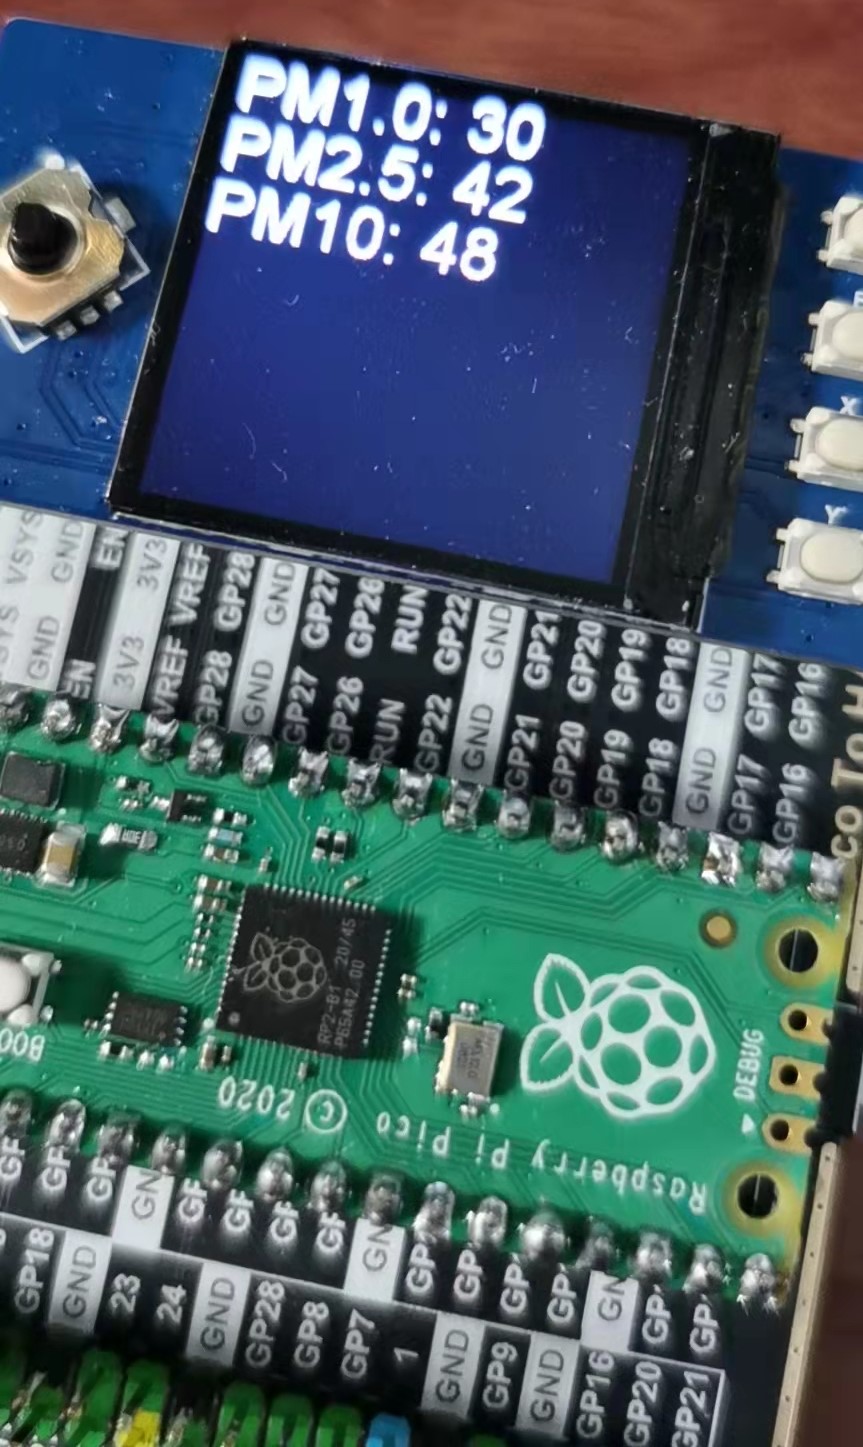 PM1.0: 30
PM2.5: 42
PM10: 48
X
Y
VSYS GND EN 3V3 VREF GP28 GND GP27 GP26 RUN GP22 GND GP21 GP20 GP19 GP18 GND GP17 GP16
GND EN 3V3 VREF GP28 GND GP27 GP26 RUN GP22 GND GP21 GP20 GP19 GP18 GND GP17 GP16
RP2-B1 20/45
P65A42.00
DEBUG
© 2020
Raspberry Pi Pico
GP18 GND 23 24 GND GP28 GP8 GP7 1 GND GP9 GND GP16 GP20 GP21